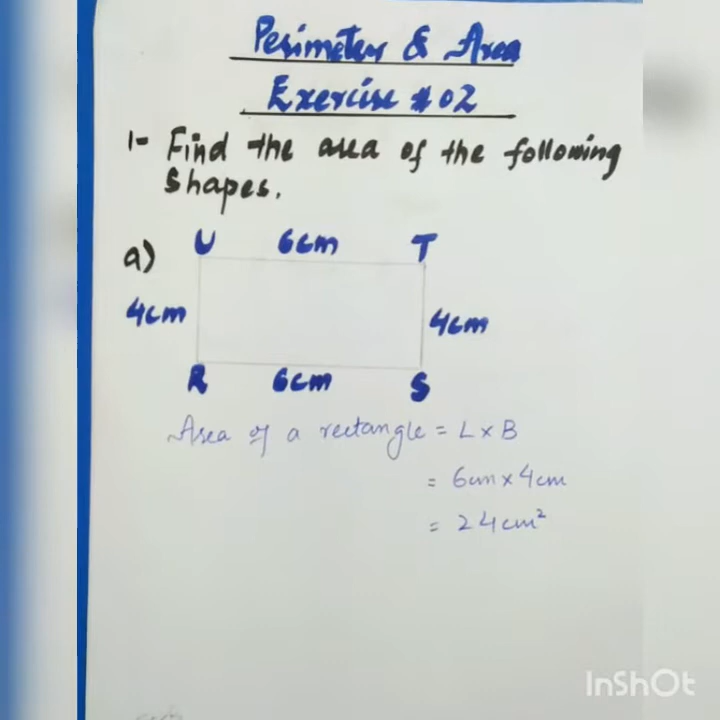 Perimeter & Area
Exercise # 02
1- Find the area of the following
Shapes.
a)
U 6cm T
4cm 4cm
R 6cm S
Area of a rectangle = L x B
= 6cm x 4cm
= 24cm²
InShOt